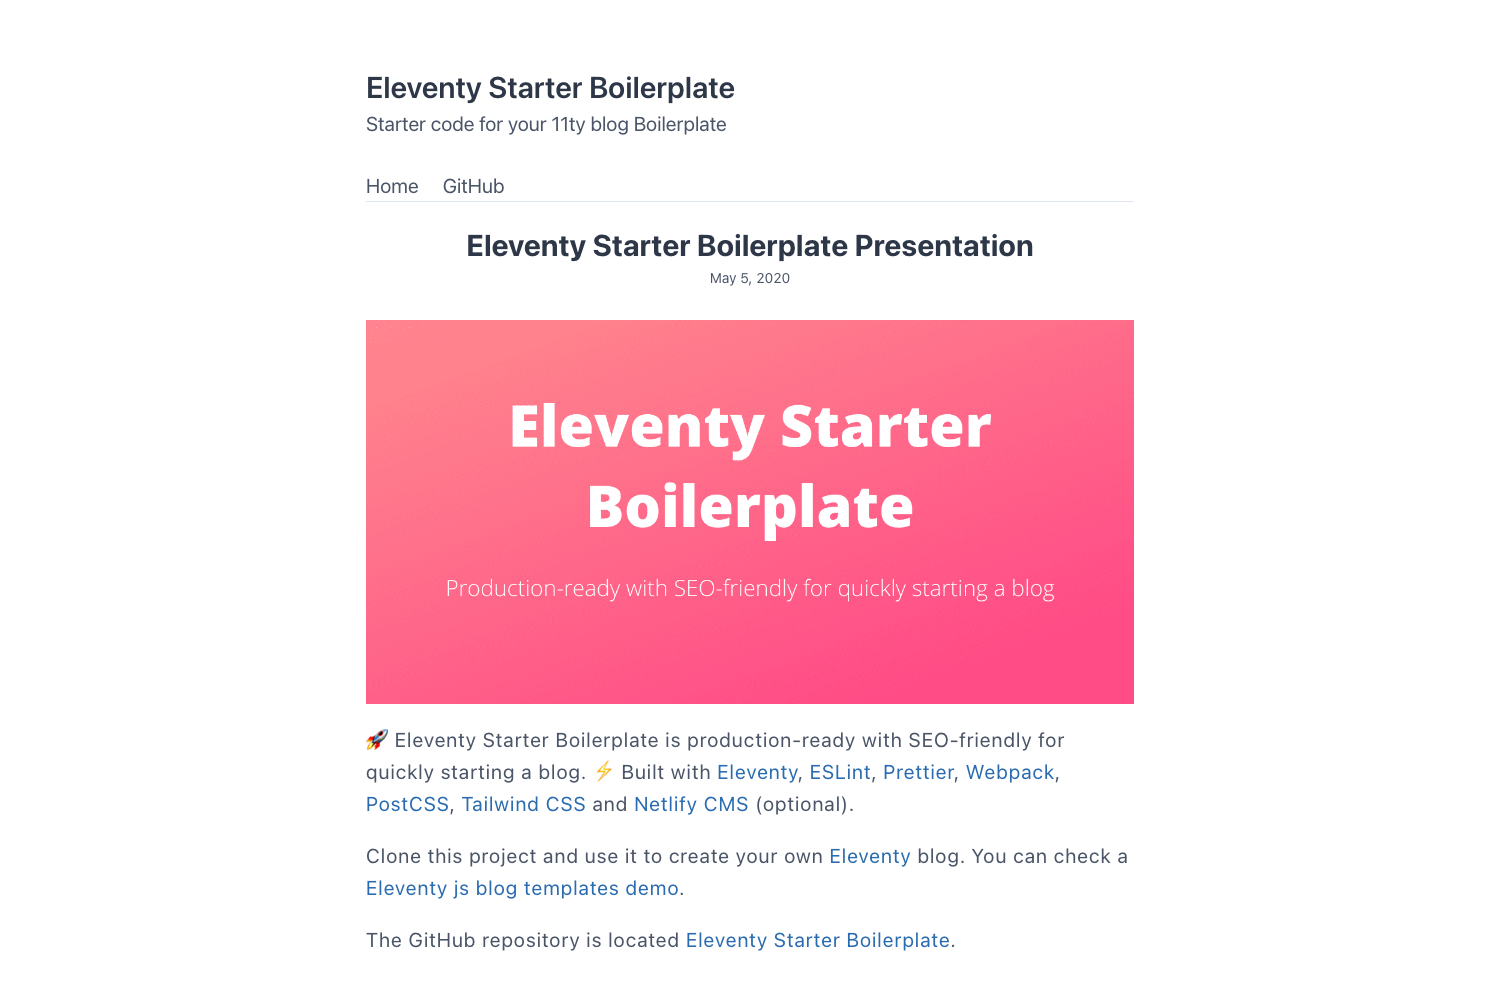 Eleventy Starter Boilerplate
Starter code for your 11ty blog Boilerplate
Home GitHub
Eleventy Starter Boilerplate Presentation
May 5, 2020
Eleventy Starter
Boilerplate
Production-ready with SEO-friendly for quickly starting a blog
🚀 Eleventy Starter Boilerplate is production-ready with SEO-friendly for
quickly starting a blog. ⚡ Built with Eleventy, ESLint, Prettier, Webpack,
PostCSS, Tailwind CSS and Netlify CMS (optional).
Clone this project and use it to create your own Eleventy blog. You can check a
Eleventy js blog templates demo.
The GitHub repository is located Eleventy Starter Boilerplate.